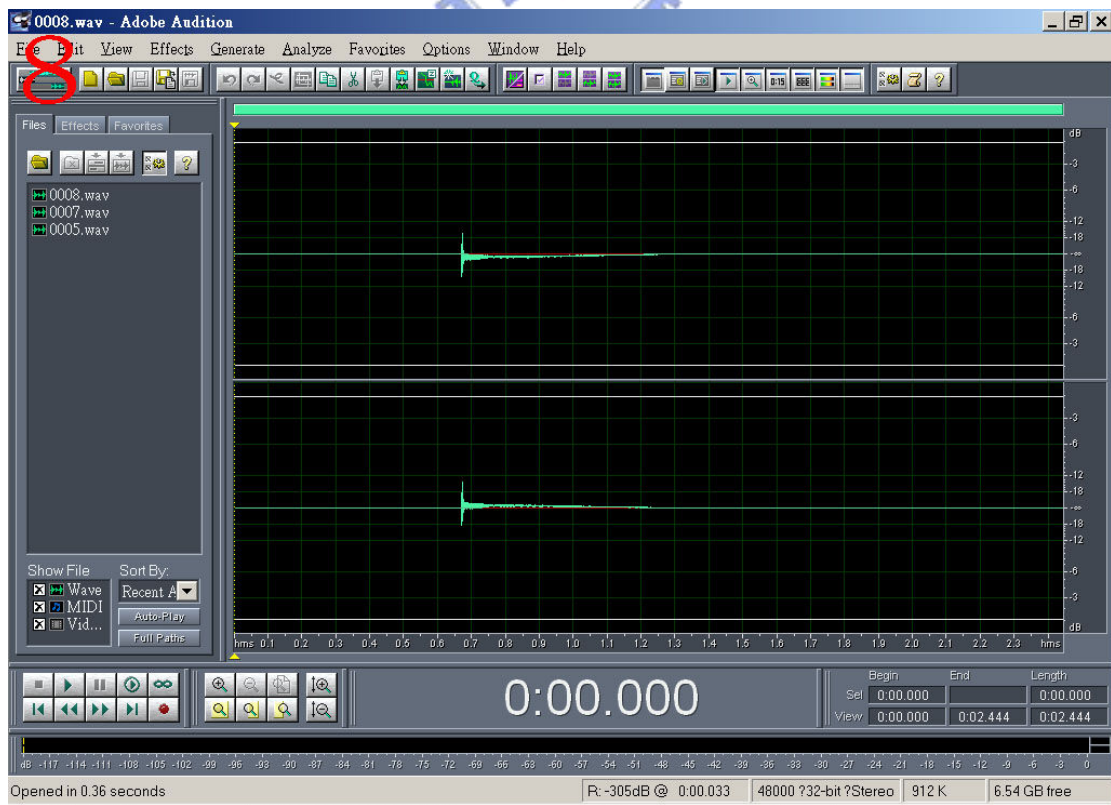 0008.wav - Adobe Audition
8
Edit View Effects Generate Analyze Favorites Options Window Help
Files Effects Favorites
0008.wav
0007.wav
0005.wav
Show File Sort By:
Wave Recent A
MIDI Auto-Play
Vid... Full Paths
dB
-3
-6
-12
-18
-∞
-18
-12
-6
-3
-3
-6
-12
-18
-∞
-18
-12
-6
-3
dB
hms 0.1 0.2 0.3 0.4 0.5 0.6 0.7 0.8 0.9 1.0 1.1 1.2 1.3 1.4 1.5 1.6 1.7 1.8 1.9 2.0 2.1 2.2 2.3 hms
0:00.000
Begin End Length
Sel 0:00.000 0:00.000
View 0:00.000 0:02.444 0:02.444
dB -117 -114 -111 -108 -105 -102 -99 -96 -93 -90 -87 -84 -81 -78 -75 -72 -69 -66 -63 -60 -57 -54 -51 -48 -45 -42 -39 -36 -33 -30 -27 -24 -21 -18 -15 -12 -9 -6 -3 0
Opened in 0.36 seconds R: -305dB @ 0:00.033 48000 ?32-bit ?Stereo 912 K 6.54 GB free